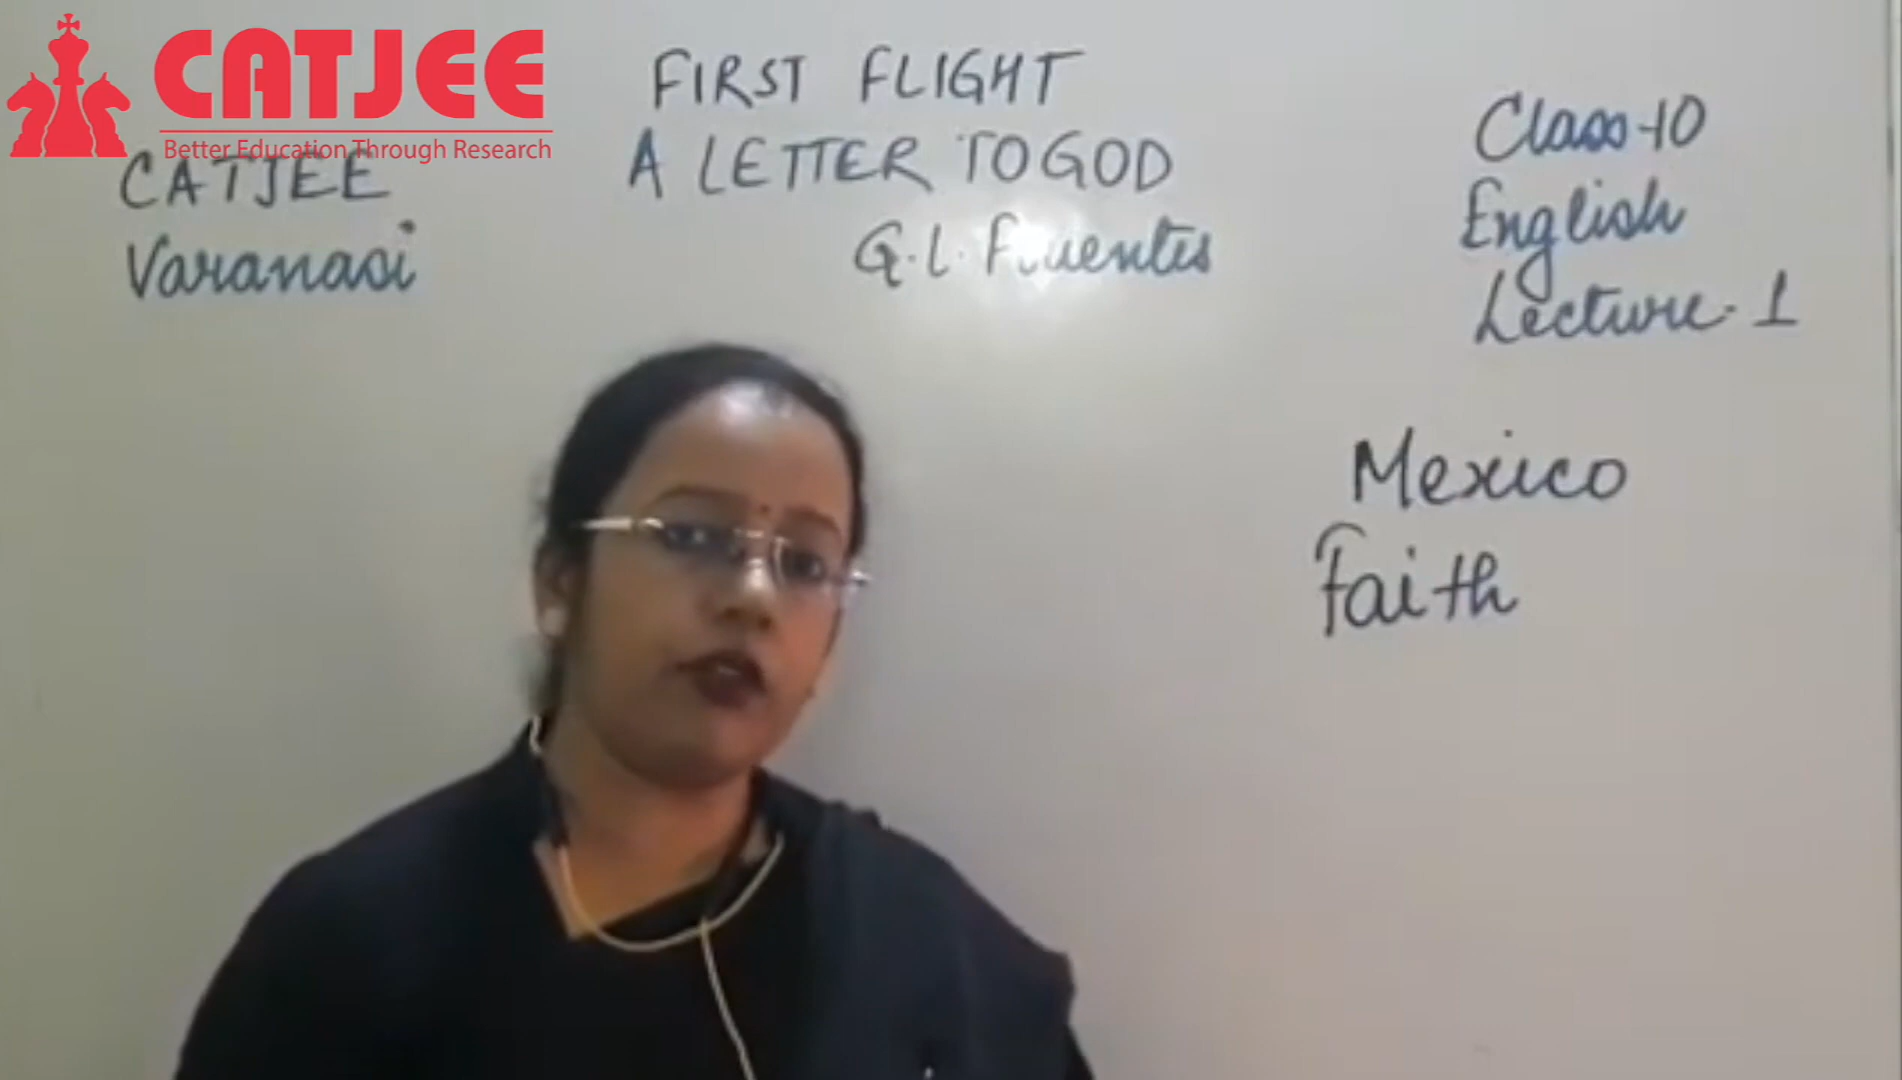 CATJEE
Better Education Through Research
CATJEE
Varanasi
FIRST FLIGHT
A LETTER TO GOD
G.L. Fuentes
Class-10
English
Lecture-1
Mexico
Faith